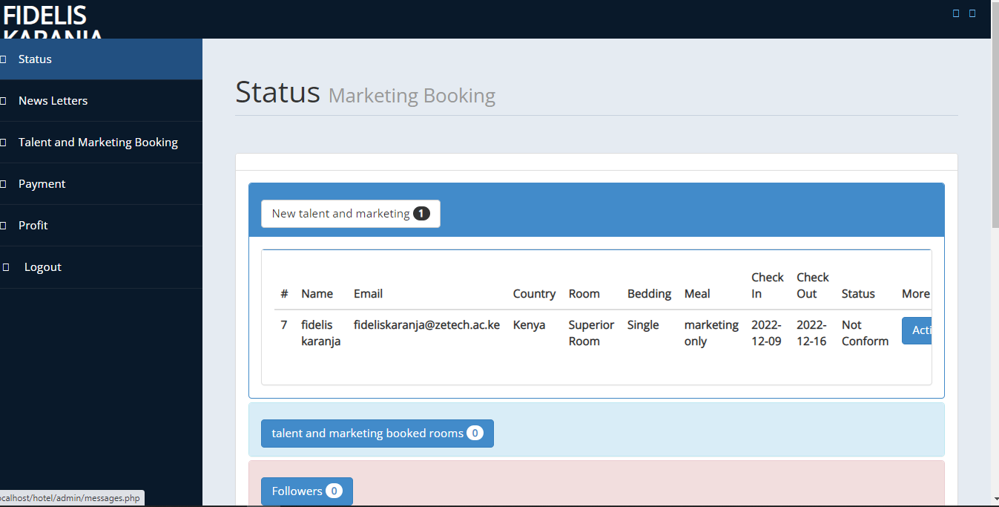 FIDELIS
KARANJA
Status
News Letters
Talent and Marketing Booking
Payment
Profit
Logout
Status Marketing Booking
New talent and marketing 1
# Name Email Country Room Bedding Meal Check In Check Out Status More
7 fidelis karanja fideliskaranja@zetech.ac.ke Kenya Superior Room Single marketing only 2022-12-09 2022-12-16 Not Conform Acti
talent and marketing booked rooms 0
Followers 0
ocalhost/hotel/admin/messages.php